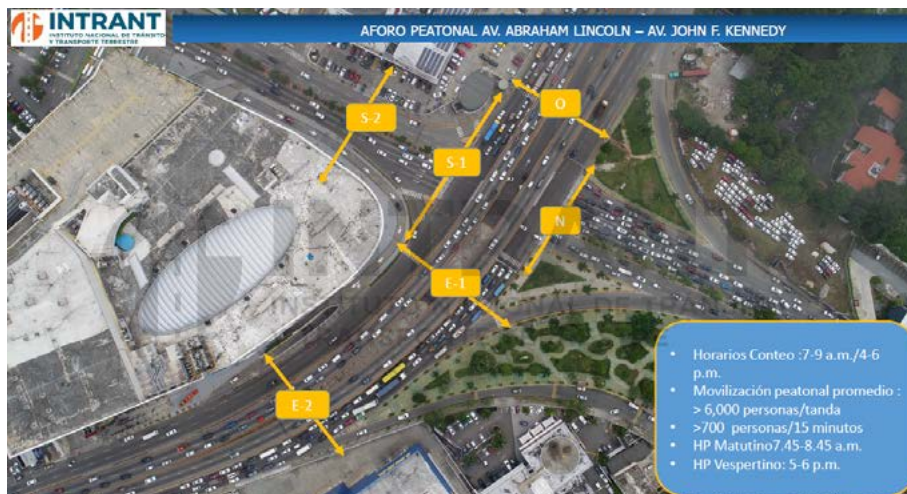 INTRANT
INSTITUTO NACIONAL DE TRÁNSITO
Y TRANSPORTE TERRESTRE
AFORO PEATONAL AV. ABRAHAM LINCOLN – AV. JOHN F. KENNEDY
O
S-2
S-1
N
E-1
E-2
• Horarios Conteo :7-9 a.m./4-6
p.m.
• Movilización peatonal promedio :
> 6,000 personas/tanda
• >700 personas/15 minutos
• HP Matutino7.45-8.45 a.m.
• HP Vespertino: 5-6 p.m.